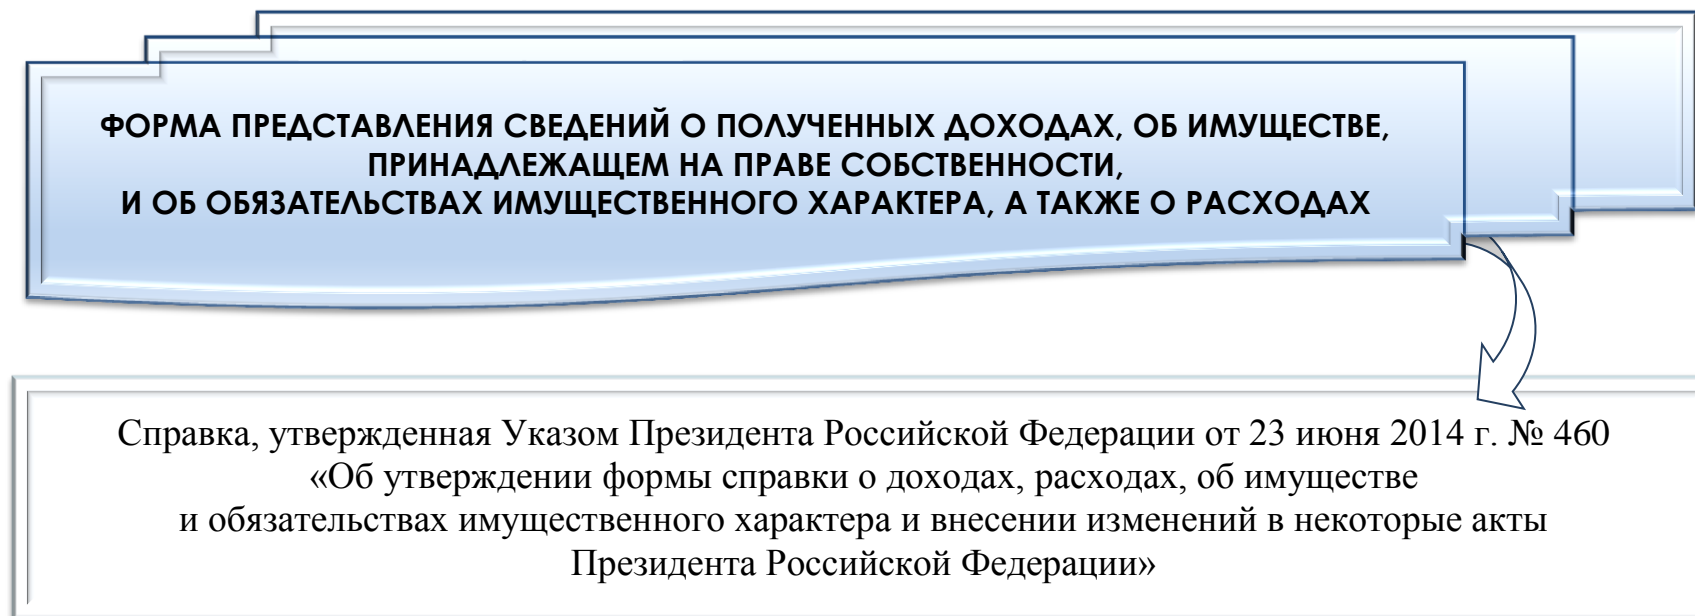 ФОРМА ПРЕДСТАВЛЕНИЯ СВЕДЕНИЙ О ПОЛУЧЕННЫХ ДОХОДАХ, ОБ ИМУЩЕСТВЕ,
ПРИНАДЛЕЖАЩЕМ НА ПРАВЕ СОБСТВЕННОСТИ,
И ОБ ОБЯЗАТЕЛЬСТВАХ ИМУЩЕСТВЕННОГО ХАРАКТЕРА, А ТАКЖЕ О РАСХОДАХ
Справка, утвержденная Указом Президента Российской Федерации от 23 июня 2014 г. № 460
«Об утверждении формы справки о доходах, расходах, об имуществе
и обязательствах имущественного характера и внесении изменений в некоторые акты
Президента Российской Федерации»